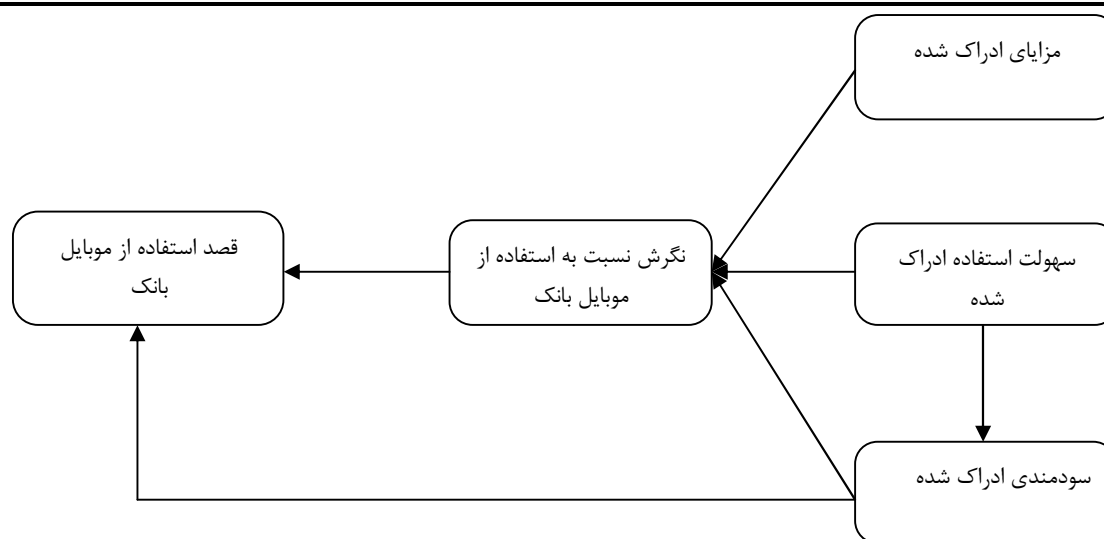 مزایای ادراک شده
سهولت استفاده ادراک
شده
سودمندی ادراک شده
نگرش نسبت به استفاده از
موبایل بانک
قصد استفاده از موبایل
بانک